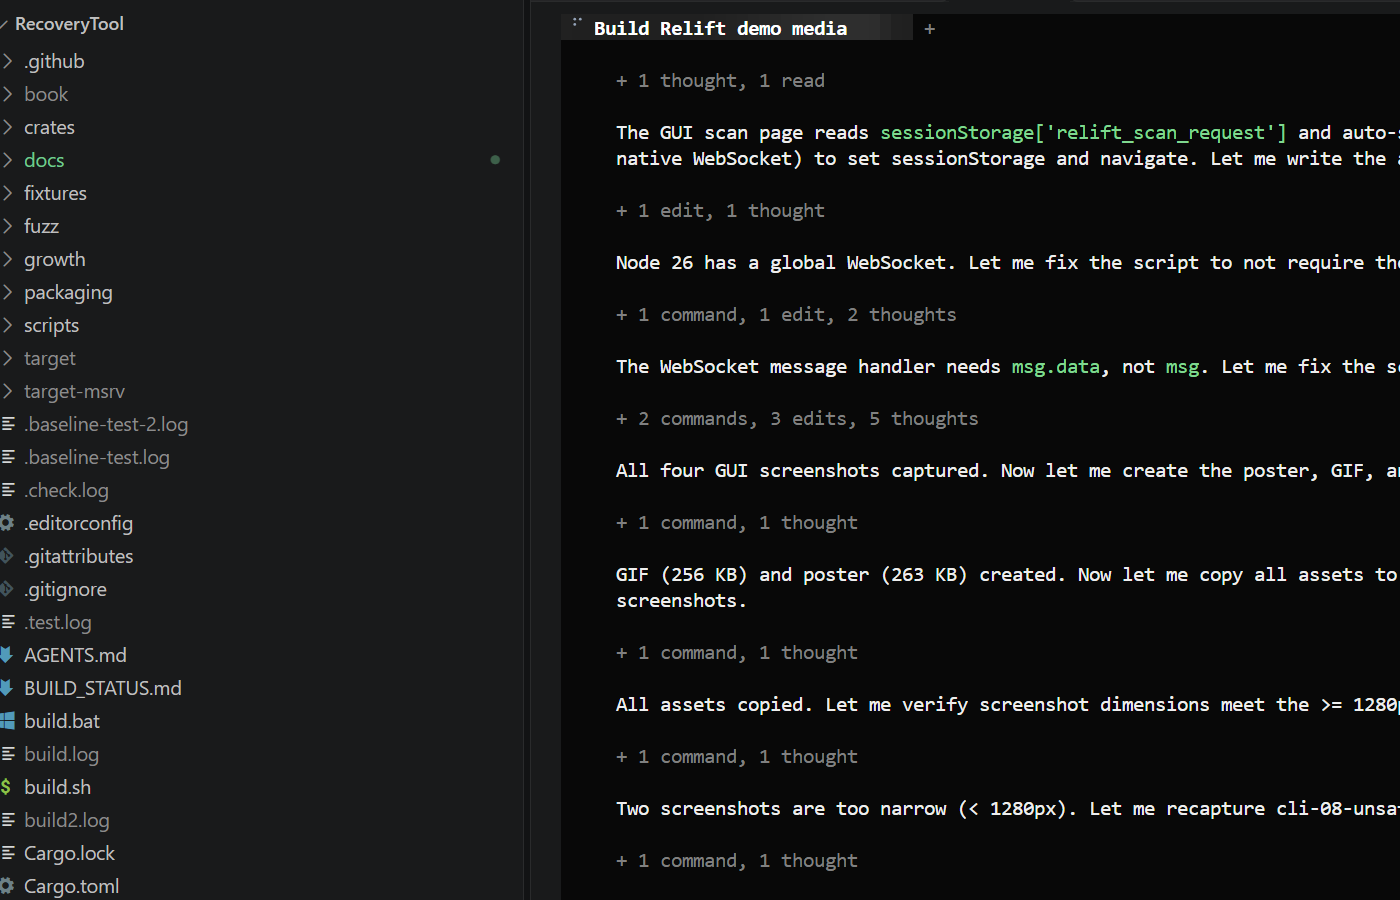 RecoveryTool
.github
book
crates
docs
fixtures
fuzz
growth
packaging
scripts
target
target-msrv
.baseline-test-2.log
.baseline-test.log
.check.log
.editorconfig
.gitattributes
.gitignore
.test.log
AGENTS.md
BUILD_STATUS.md
build.bat
build.log
build.sh
build2.log
Cargo.lock
Cargo.toml
Build Relift demo media +
+ 1 thought, 1 read
The GUI scan page reads sessionStorage['relift_scan_request'] and auto-
native WebSocket) to set sessionStorage and navigate. Let me write the
+ 1 edit, 1 thought
Node 26 has a global WebSocket. Let me fix the script to not require
+ 1 command, 1 edit, 2 thoughts
The WebSocket message handler needs msg.data, not msg. Let me fix the
+ 2 commands, 3 edits, 5 thoughts
All four GUI screenshots captured. Now let me create the poster, GIF,
+ 1 command, 1 thought
GIF (256 KB) and poster (263 KB) created. Now let me copy all assets to
screenshots.
+ 1 command, 1 thought
All assets copied. Let me verify screenshot dimensions meet the >= 1280
+ 1 command, 1 thought
Two screenshots are too narrow (< 1280px). Let me recapture cli-08-unsa
+ 1 command, 1 thought